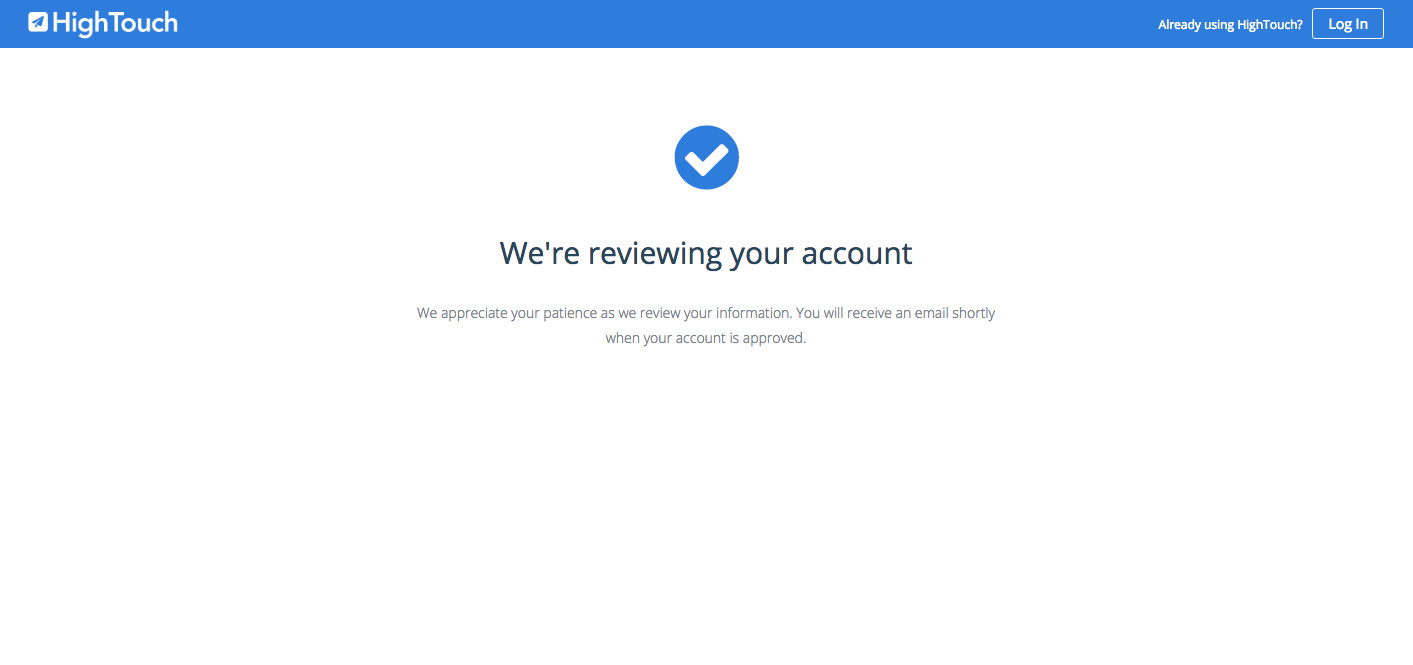 HighTouch
Already using HighTouch?
Log In
We're reviewing your account
We appreciate your patience as we review your information. You will receive an email shortly
when your account is approved.